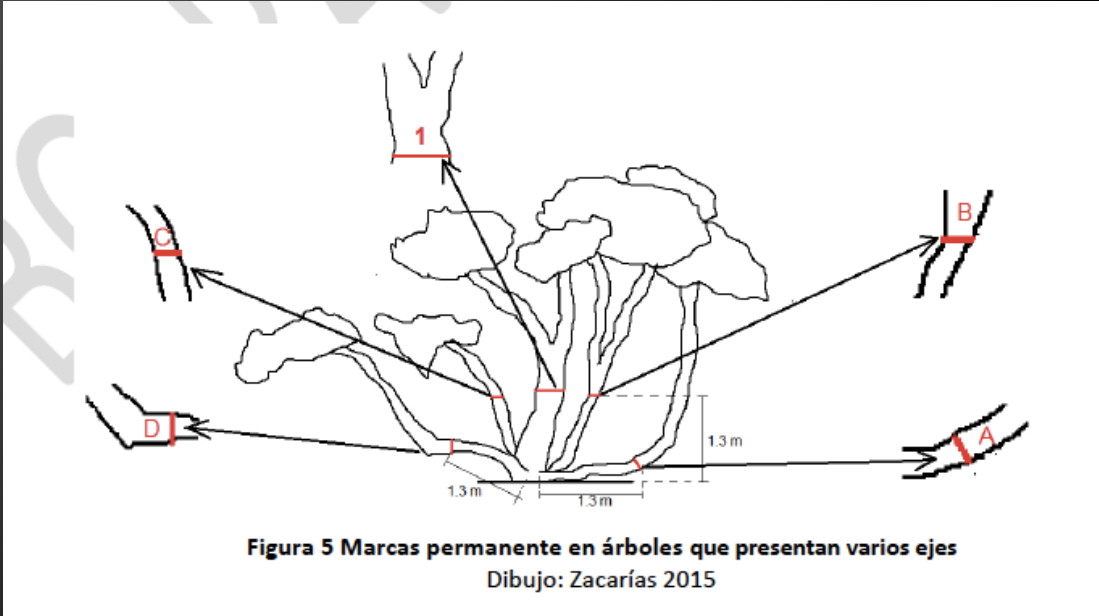 1
C
B
D
A
1.3 m
1.3 m
1.3 m
Figura 5 Marcas permanente en árboles que presentan varios ejes
Dibujo: Zacarías 2015